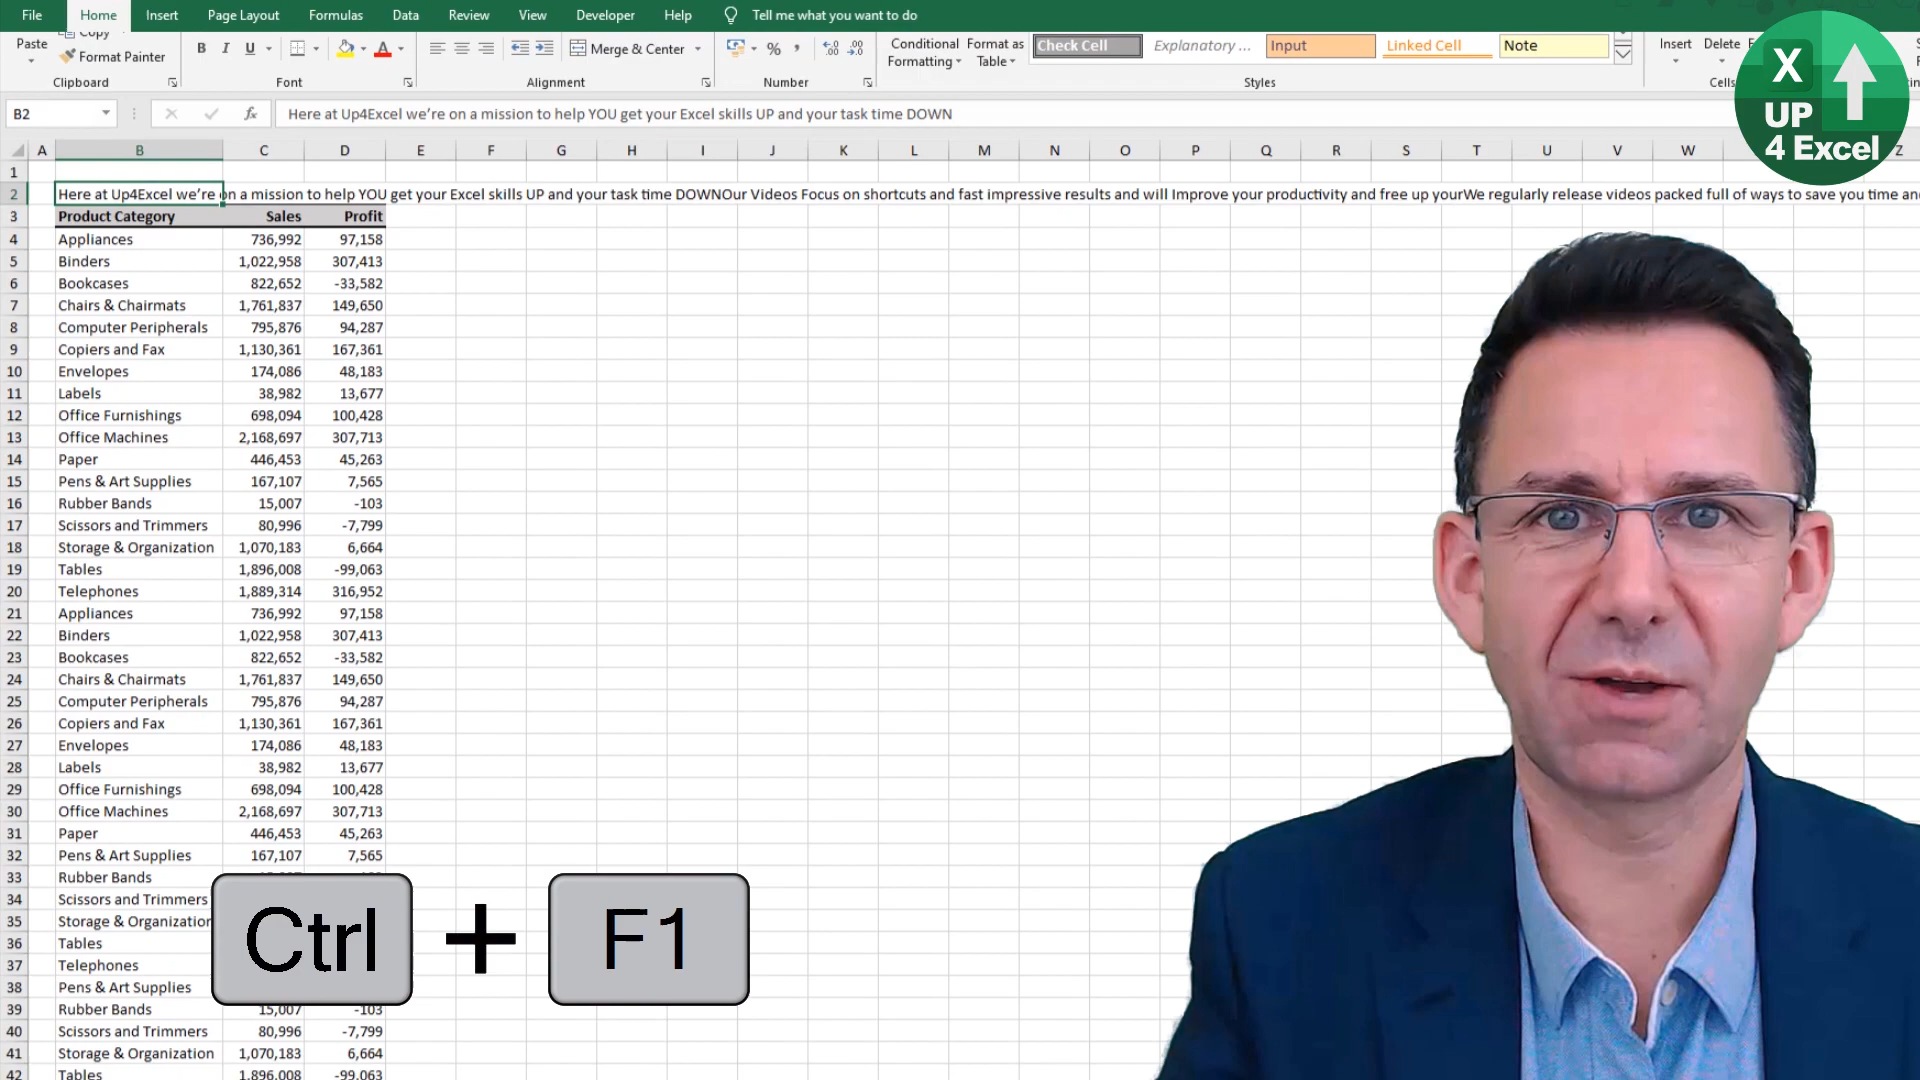 File Home Insert Page Layout Formulas Data Review View Developer Help Tell me what you want to do
Paste Copy Format Painter
B I U A Merge & Center % , Conditional Formatting Format as Table Check Cell Explanatory ... Input Linked Cell Note Insert Delete
Clipboard Font Alignment Number Styles Cells
X
UP
4 Excel
B2 fx Here at Up4Excel we’re on a mission to help YOU get your Excel skills UP and your task time DOWN
A B C D E F G H I J K L M N O P Q R S T U V W Z
1
2 Here at Up4Excel we’re on a mission to help YOU get your Excel skills UP and your task time DOWNOur Videos Focus on shortcuts and fast impressive results and will Improve your productivity and free up yourWe regularly release videos packed full of ways to save you time an
3 Product Category Sales Profit
4 Appliances 736,992 97,158
5 Binders 1,022,958 307,413
6 Bookcases 822,652 -33,582
7 Chairs & Chairmats 1,761,837 149,650
8 Computer Peripherals 795,876 94,287
9 Copiers and Fax 1,130,361 167,361
10 Envelopes 174,086 48,183
11 Labels 38,982 13,677
12 Office Furnishings 698,094 100,428
13 Office Machines 2,168,697 307,713
14 Paper 446,453 45,263
15 Pens & Art Supplies 167,107 7,565
16 Rubber Bands 15,007 -103
17 Scissors and Trimmers 80,996 -7,799
18 Storage & Organization 1,070,183 6,664
19 Tables 1,896,008 -99,063
20 Telephones 1,889,314 316,952
21 Appliances 736,992 97,158
22 Binders 1,022,958 307,413
23 Bookcases 822,652 -33,582
24 Chairs & Chairmats 1,761,837 149,650
25 Computer Peripherals 795,876 94,287
26 Copiers and Fax 1,130,361 167,361
27 Envelopes 174,086 48,183
28 Labels 38,982 13,677
29 Office Furnishings 698,094 100,428
30 Office Machines 2,168,697 307,713
31 Paper 446,453 45,263
32 Pens & Art Supplies 167,107 7,565
33 Rubber Bands
34 Scissors and Trimmers
35 Storage & Organization
36 Tables
37 Telephones
38 Pens & Art Supplies
Ctrl + F1
39 Rubber Bands 15,007 -103
40 Scissors and Trimmers 80,996 -7,799
41 Storage & Organization 1,070,183 6,664
42 Tables 1,896,008 -99,063